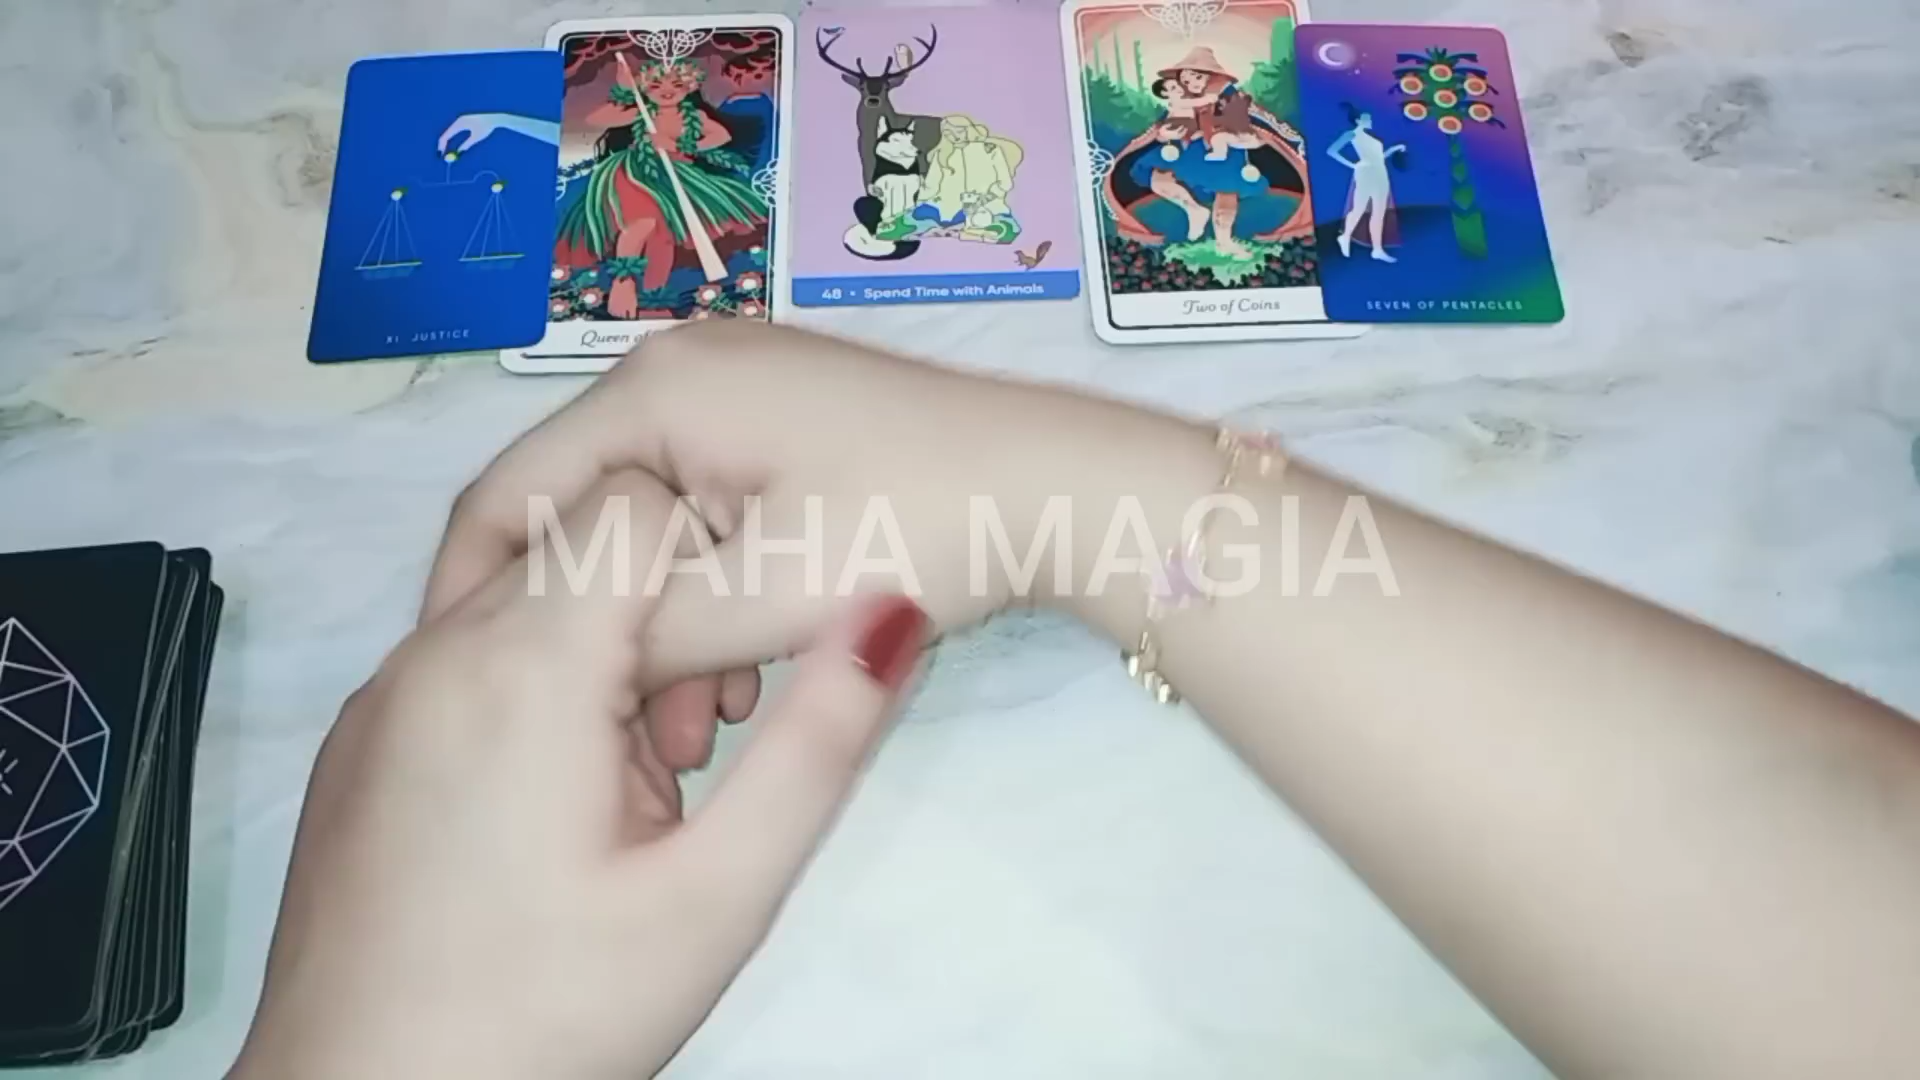 XI JUSTICE
Queen of
48 • Spend Time with Animals
Two of Coins
SEVEN OF PENTACLES
MAHA MAGIA